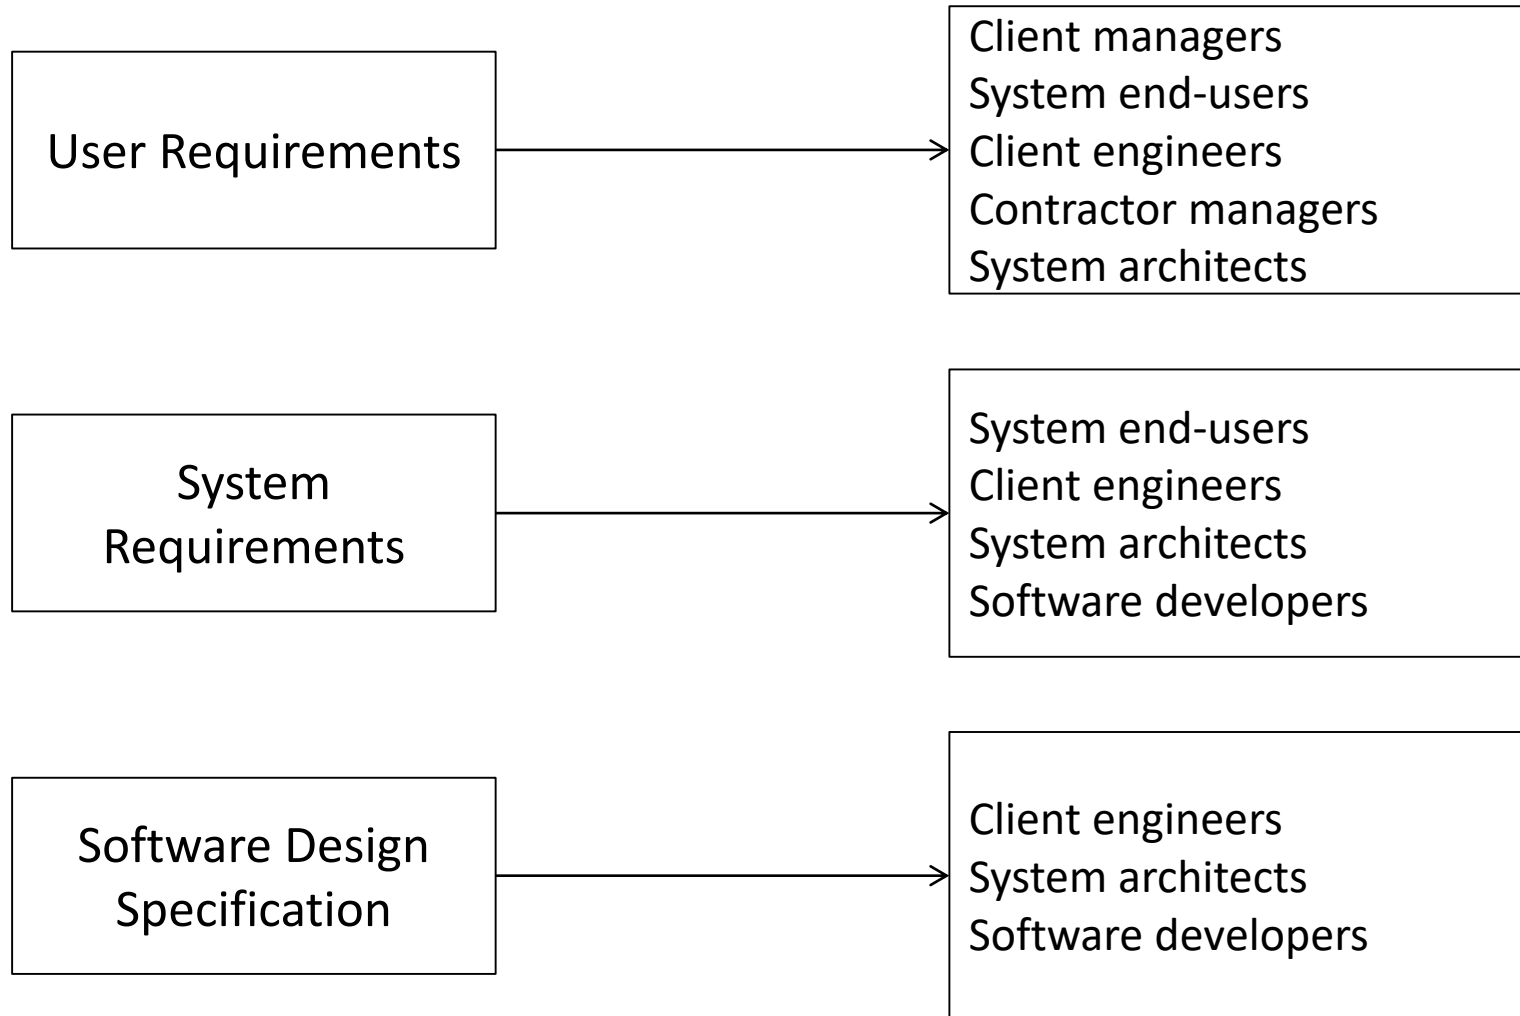 User Requirements
Client managers
System end-users
Client engineers
Contractor managers
System architects
System
Requirements
System end-users
Client engineers
System architects
Software developers
Software Design
Specification
Client engineers
System architects
Software developers